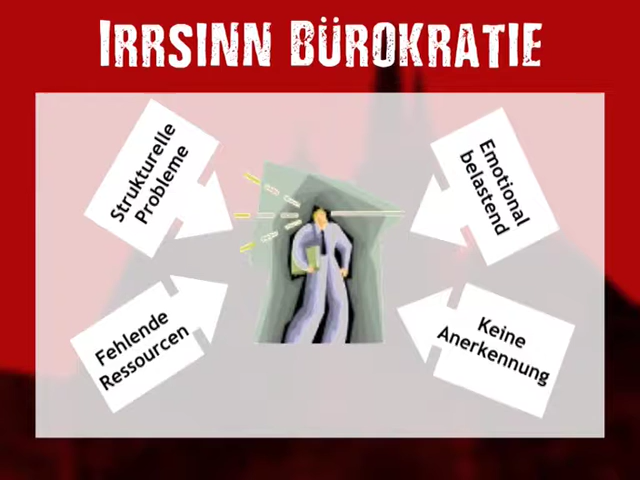 IRRSINN BÜROKRATIE
Strukturelle
Probleme
Emotional
belastend
Fehlende
Ressourcen
Keine
Anerkennung